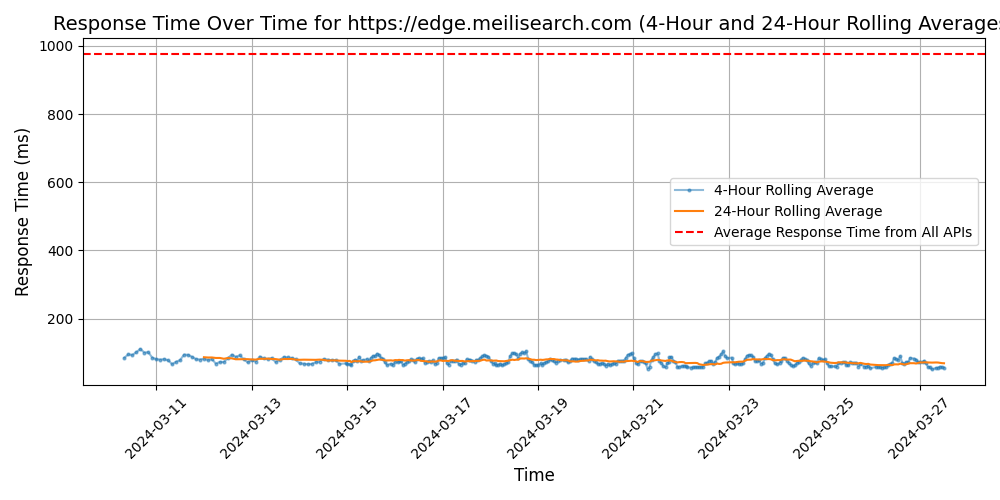 Response Time Over Time for https://edge.meilisearch.com (4-Hour and 24-Hour Rolling Averages
1000
800
600
400
200
Response Time (ms)
4-Hour Rolling Average
24-Hour Rolling Average
Average Response Time from All APIs
2024-03-11
2024-03-13
2024-03-15
2024-03-17
2024-03-19
2024-03-21
2024-03-23
2024-03-25
2024-03-27
Time